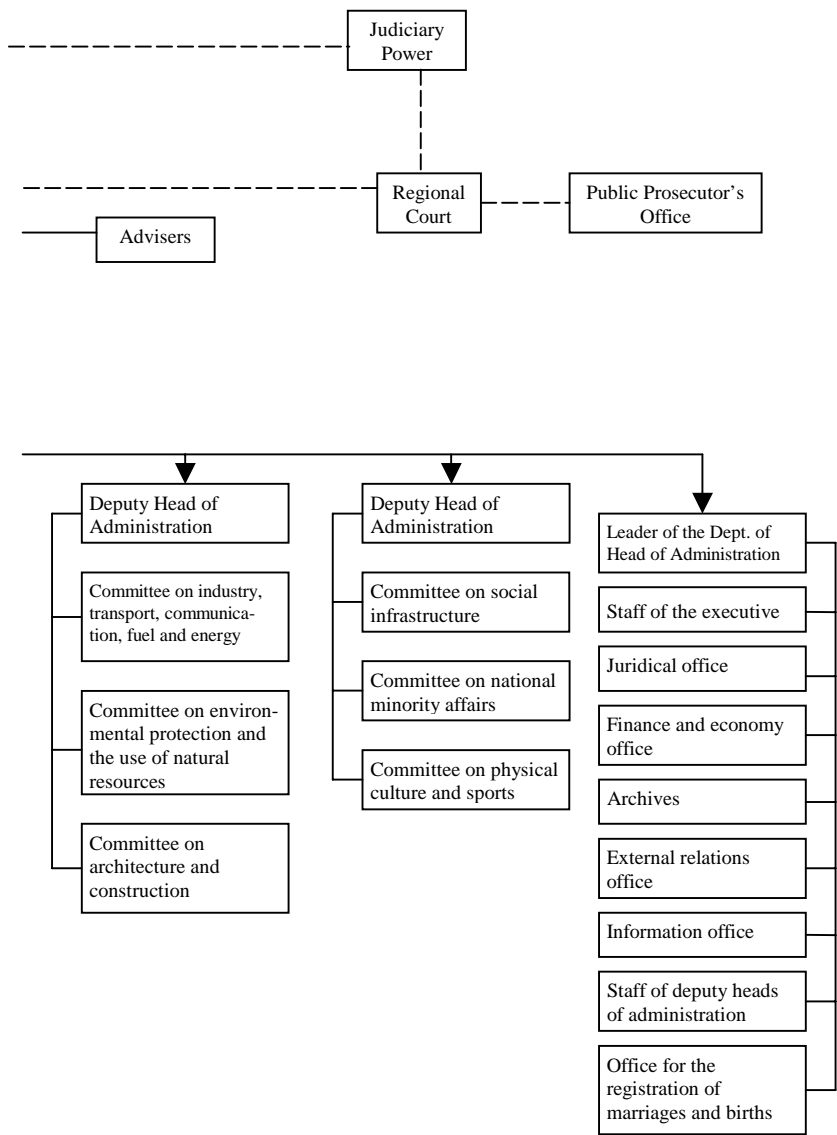 Judiciary
Power
Regional
Court
Public Prosecutor's
Office
Advisers
Deputy Head of
Administration
Committee on industry,
transport, communica-
tion, fuel and energy
Committee on environ-
mental protection and
the use of natural
resources
Committee on
architecture and
construction
Deputy Head of
Administration
Committee on social
infrastructure
Committee on national
minority affairs
Committee on physical
culture and sports
Leader of the Dept. of
Head of Administration
Staff of the executive
Juridical office
Finance and economy
office
Archives
External relations
office
Information office
Staff of deputy heads
of administration
Office for the
registration of
marriages and births